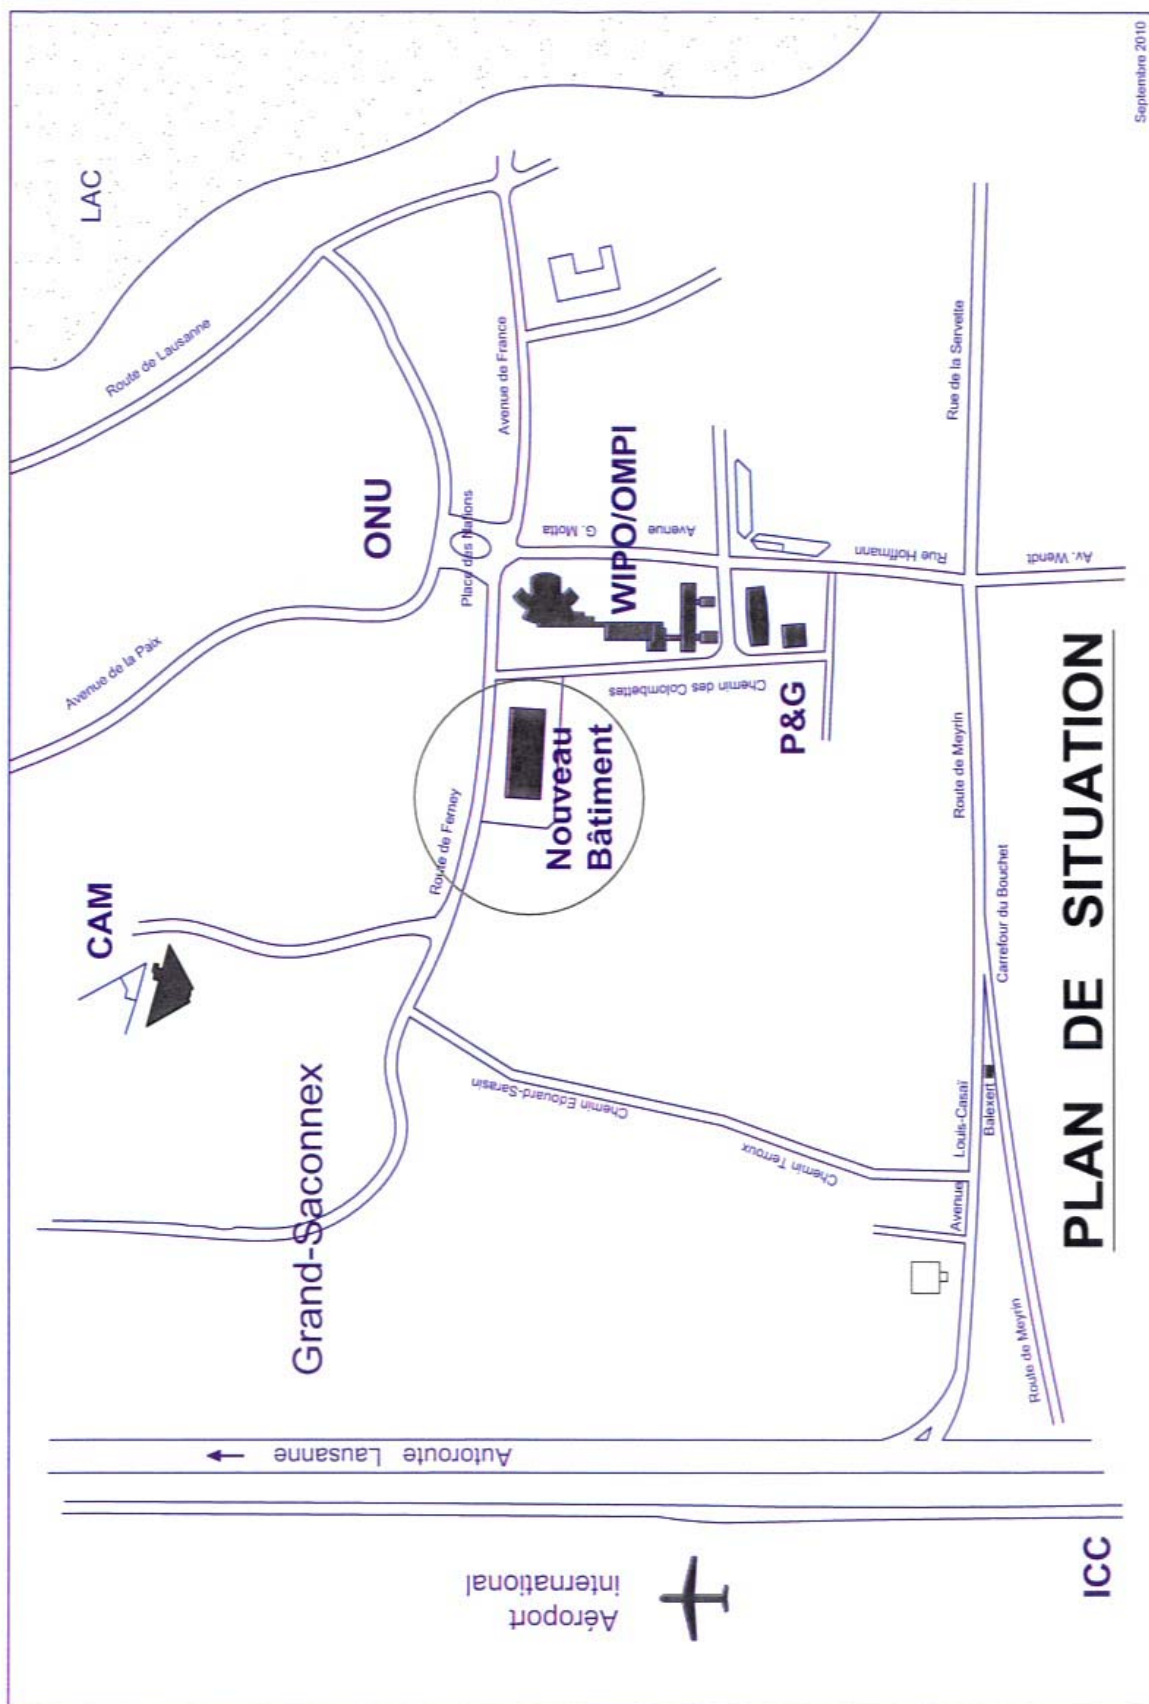 LAC
Route de Lausanne
Avenue de la Paix
ONU
Place des Nations
Avenue de France
WIPO/OMPI
Avenue G. Motta
Rue Hoffmann
Av. Wendt
Rue de la Servette
Route de Meyrin
Chemin des Colombettes
P&G
Nouveau
Bâtiment
Route de Ferney
CAM
Grand-Saconnex
Chemin Edouard-Sarasin
Chemin Terroux
Avenue Louis-Casaï
Balexert
Carrefour du Bouchet
Route de Meyrin
Autoroute Lausanne
Aéroport
international
ICC
PLAN DE SITUATION
Septembre 2010